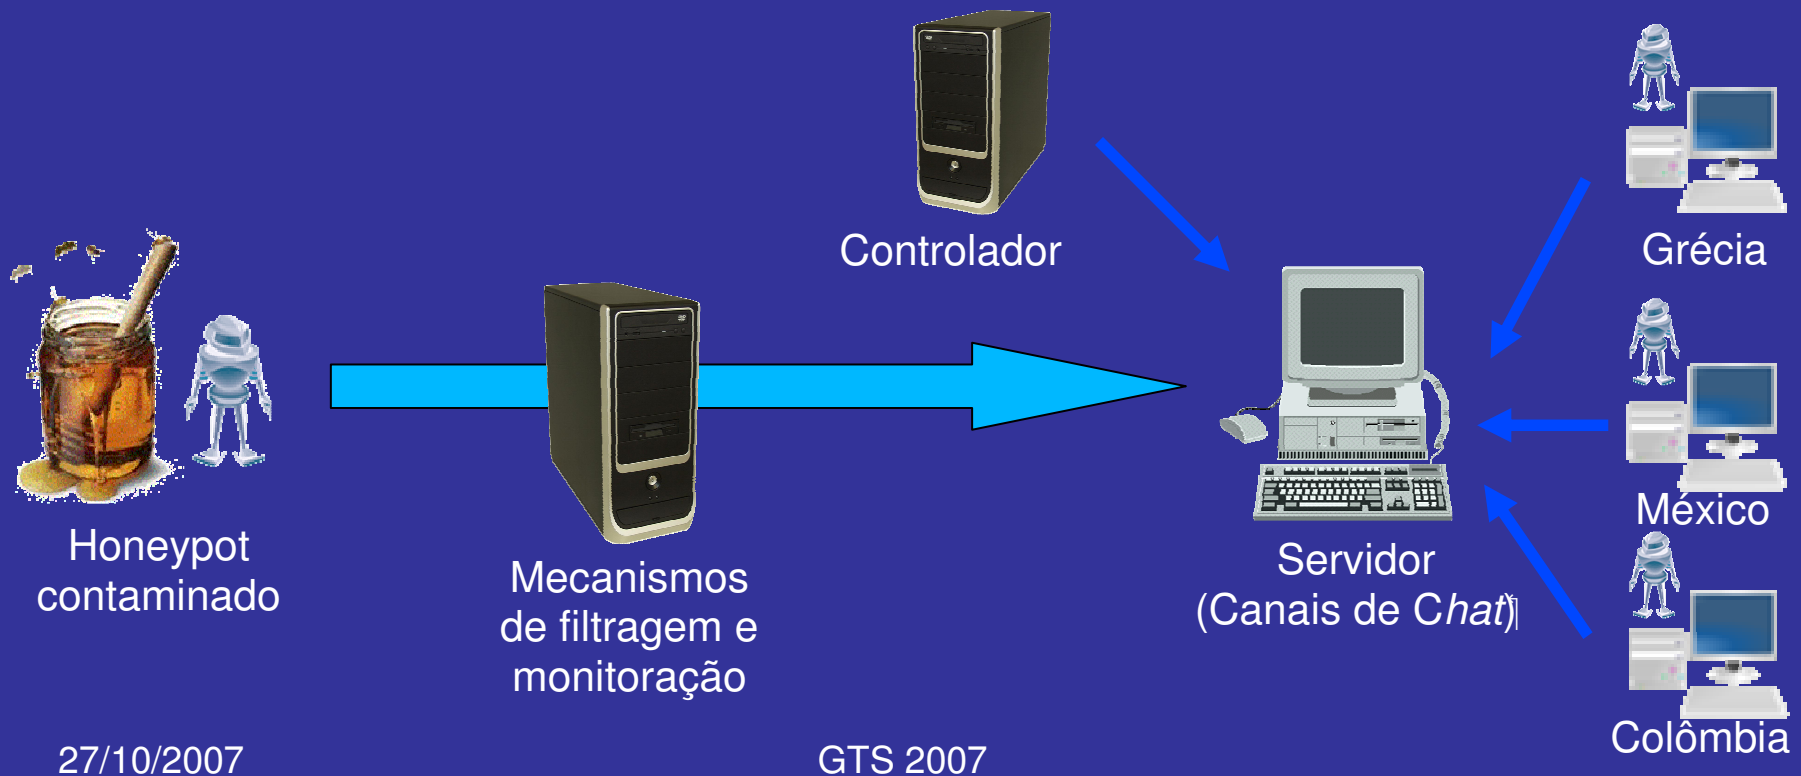 Controlador
Grécia
México
Colômbia
Honeypot
contaminado
Mecanismos
de filtragem e
monitoração
Servidor
(Canais de Chat)
27/10/2007
GTS 2007